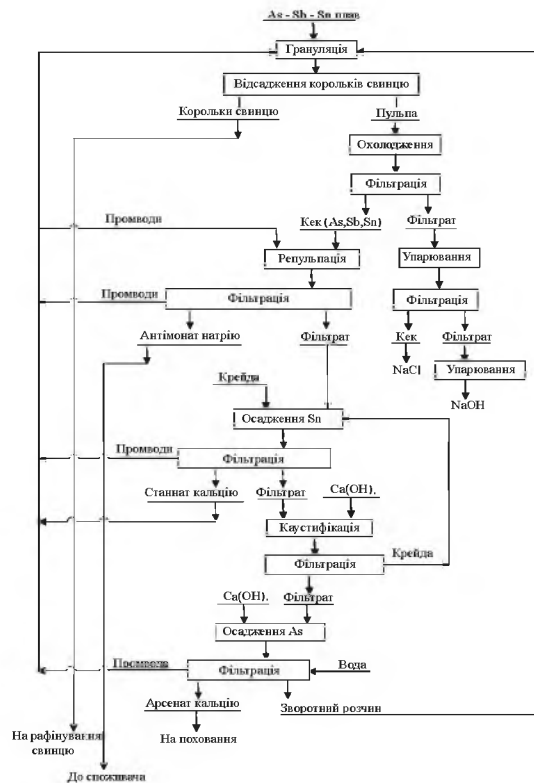 As - Sb - Sn плав
Грануляція
Відсадження корольків свинцю
Корольки свинцю
Пульпа
Охолодження
Фільтрація
Промводи
Кек (As,Sb,Sn)
Фільтрат
Репульпація
Упарювання
Промводи
Фільтрація
Фільтрація
Антімонат натрію
Фільтрат
Кек
Фільтрат
NaCl
Упарювання
Крейда
NaOH
Осадження Sn
Промводи
Фільтрація
Станнат кальцію
Фільтрат
Ca(OH),
Каустифікація
Фільтрація
Крейда
Ca(OH),
Фільтрат
Осадження As
Вода
Фільтрація
Арсенат кальцію
Зворотний розчин
На рафінування
свинцю
На поховання
До споживача